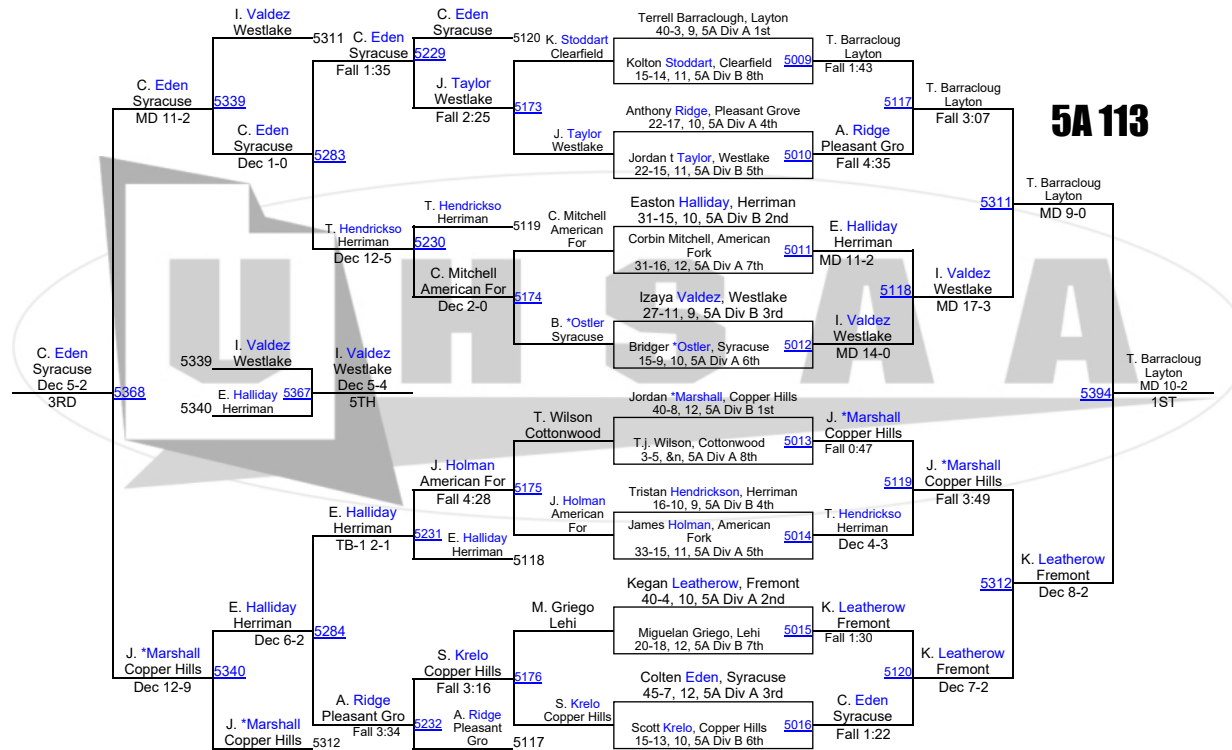 5A 113
I. Valdez
Westlake
5311
C. Eden
Syracuse
MD 11-2
5339
C. Eden
Syracuse
Dec 1-0
5283
C. Eden
Syracuse
Fall 1:35
5229
C. Eden
Syracuse
5120
J. Taylor
Westlake
Fall 2:25
5173
K. Stoddart
Clearfield
J. Taylor
Westlake
T. Hendrickso
Herriman
Dec 12-5
5230
T. Hendrickso
Herriman
5119
C. Mitchell
American For
Dec 2-0
5174
C. Mitchell
American
For
B. *Ostler
Syracuse
C. Eden
Syracuse
Dec 5-2
3RD
5368
5339
I. Valdez
Westlake
5340
E. Halliday
Herriman
5367
I. Valdez
Westlake
Dec 5-4
5TH
J. *Marshall
Copper Hills
Dec 12-9
5340
E. Halliday
Herriman
Dec 6-2
5284
J. *Marshall
Copper Hills
5312
E. Halliday
Herriman
TB-1 2-1
5231
J. Holman
American For
Fall 4:28
5175
E. Halliday
Herriman
5118
T. Wilson
Cottonwood
J. Holman
American
For
A. Ridge
Pleasant Gro
Fall 3:34
5232
S. Krelo
Copper Hills
Fall 3:16
5176
A. Ridge
Pleasant
Gro
5117
M. Griego
Lehi
S. Krelo
Copper Hills
Terrell Barraclough, Layton
40-3, 9, 5A Div A 1st
Kolton Stoddart, Clearfield
15-14, 11, 5A Div B 8th
5009
Anthony Ridge, Pleasant Grove
22-17, 10, 5A Div A 4th
Jordan t Taylor, Westlake
22-15, 11, 5A Div B 5th
5010
Easton Halliday, Herriman
31-15, 10, 5A Div B 2nd
Corbin Mitchell, American
Fork
31-16, 12, 5A Div A 7th
5011
Izaya Valdez, Westlake
27-11, 9, 5A Div B 3rd
Bridger *Ostler, Syracuse
15-9, 10, 5A Div A 6th
5012
Jordan *Marshall, Copper Hills
40-8, 12, 5A Div B 1st
T.j. Wilson, Cottonwood
3-5, &n, 5A Div A 8th
5013
Tristan Hendrickson, Herriman
16-10, 9, 5A Div B 4th
James Holman, American
Fork
33-15, 11, 5A Div A 5th
5014
Kegan Leatherow, Fremont
40-4, 10, 5A Div A 2nd
Miguelan Griego, Lehi
20-18, 12, 5A Div B 7th
5015
Colten Eden, Syracuse
45-7, 12, 5A Div A 3rd
Scott Krelo, Copper Hills
15-13, 10, 5A Div B 6th
5016
T. Barracloug
Layton
Fall 1:43
5117
A. Ridge
Pleasant Gro
Fall 4:35
E. Halliday
Herriman
MD 11-2
5118
I. Valdez
Westlake
MD 14-0
J. *Marshall
Copper Hills
Fall 0:47
5119
T. Hendrickso
Herriman
Dec 4-3
K. Leatherow
Fremont
Fall 1:30
5120
C. Eden
Syracuse
Fall 1:22
T. Barracloug
Layton
Fall 3:07
5311
I. Valdez
Westlake
MD 17-3
J. *Marshall
Copper Hills
Fall 3:49
5312
K. Leatherow
Fremont
Dec 7-2
T. Barracloug
Layton
MD 9-0
5394
K. Leatherow
Fremont
Dec 8-2
T. Barracloug
Layton
MD 10-2
1ST
UHSAA